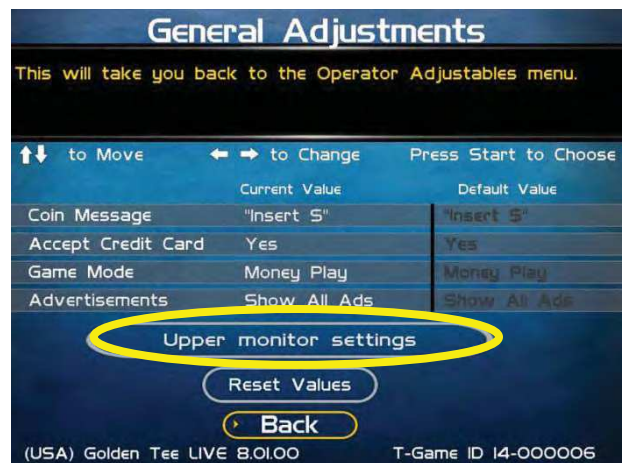 General Adjustments
This will take you back to the Operator Adjustables menu.
to Move to Change Press Start to Choose
Current Value Default Value
Coin Message "Insert $" "Insert $"
Accept Credit Card Yes Yes
Game Mode Money Play Money Play
Advertisements Show All Ads Show All Ads
Upper monitor settings
Reset Values
Back
(USA) Golden Tee LIVE 8.01.00 T-Game ID 14-000006